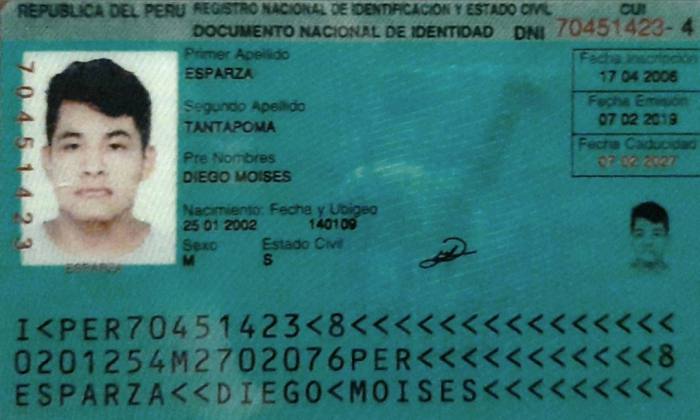 REPUBLICA DEL PERU REGISTRO NACIONAL DE IDENTIFICACION Y ESTADO CIVIL CUI
DOCUMENTO NACIONAL DE IDENTIDAD DNI 70451423-4
Primer Apellido
ESPARZA
Segundo Apellido
TANTAPOMA
Pre Nombres
DIEGO MOISES
Nacimiento: Fecha y Ubigeo
25 01 2002 140109
Sexo Estado Civil
M S
Fecha Inscripción
17 04 2006
Fecha Emisión
07 02 2019
Fecha Caducidad
07 02 2027
70451423
ESPARZA
I<PER70451423<8<<<<<<<<<<<<<<<
0201254M2702076PER<<<<<<<<<<<8
ESPARZA<<DIEGO<MOISES<<<<<<<<<